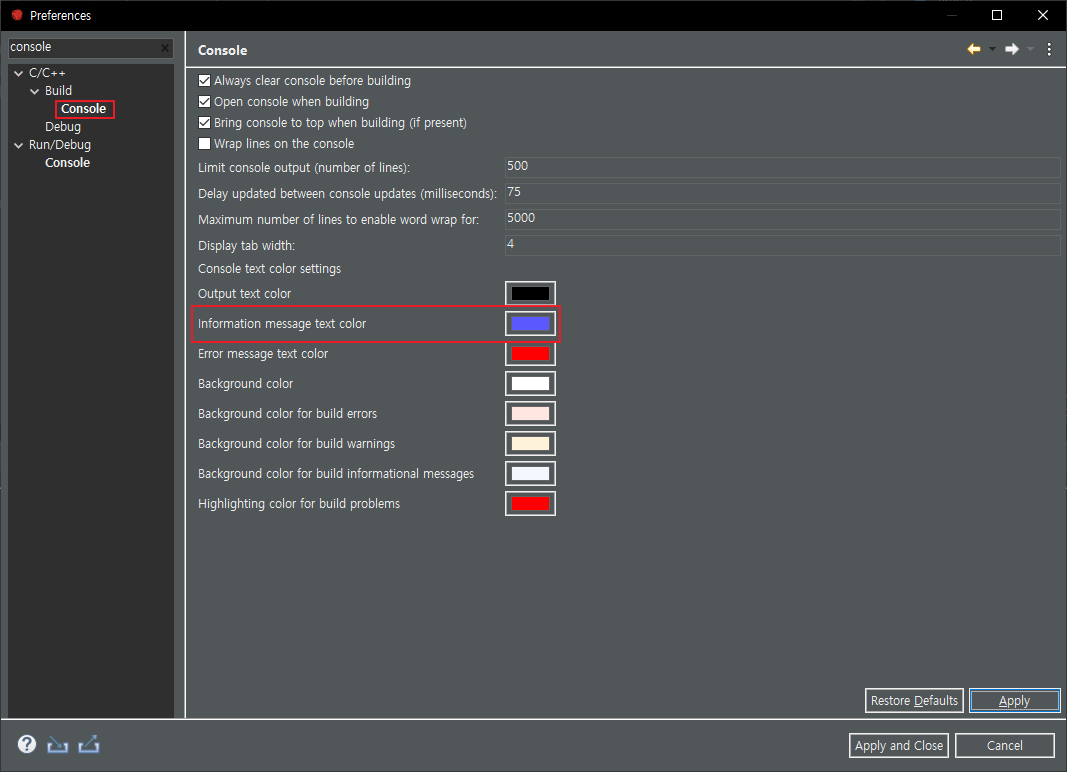 Preferences
console
C/C++
Build
Console
Debug
Run/Debug
Console
Console
Always clear console before building
Open console when building
Bring console to top when building (if present)
Wrap lines on the console
Limit console output (number of lines): 500
Delay updated between console updates (milliseconds): 75
Maximum number of lines to enable word wrap for: 5000
Display tab width: 4
Console text color settings
Output text color
Information message text color
Error message text color
Background color
Background color for build errors
Background color for build warnings
Background color for build informational messages
Highlighting color for build problems
Restore Defaults Apply
Apply and Close Cancel